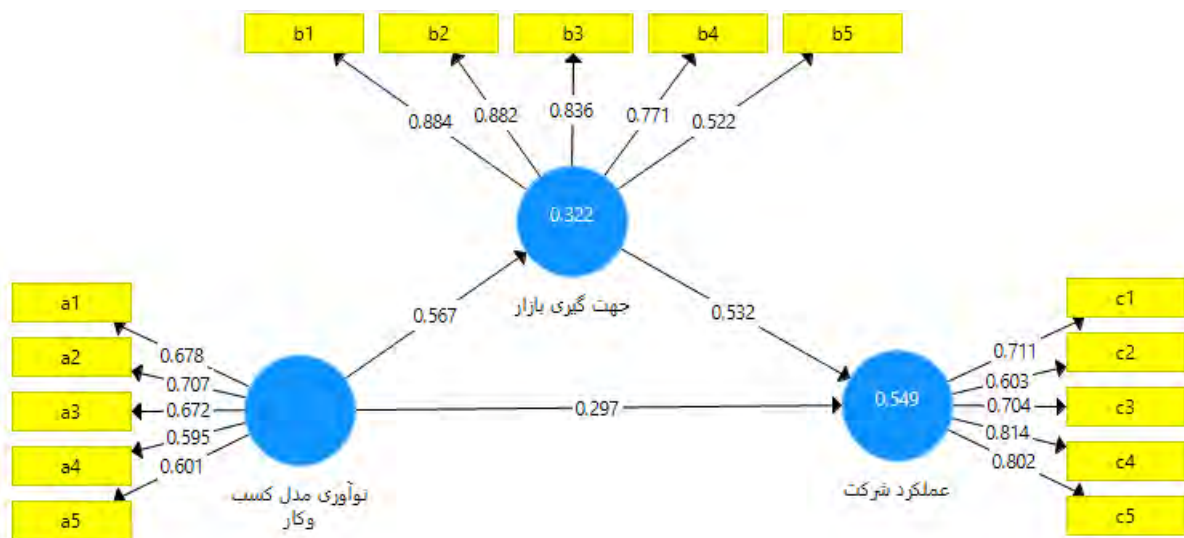 b1
b2
b3
b4
b5
0.884
0.882
0.836
0.771
0.522
0.322
جهت گیری بازار
0.567
0.532
a1
a2
a3
a4
a5
0.678
0.707
0.672
0.595
0.601
نوآوری مدل کسب
وکار
0.297
0.549
عملکرد شرکت
0.711
0.603
0.704
0.814
0.802
c1
c2
c3
c4
c5